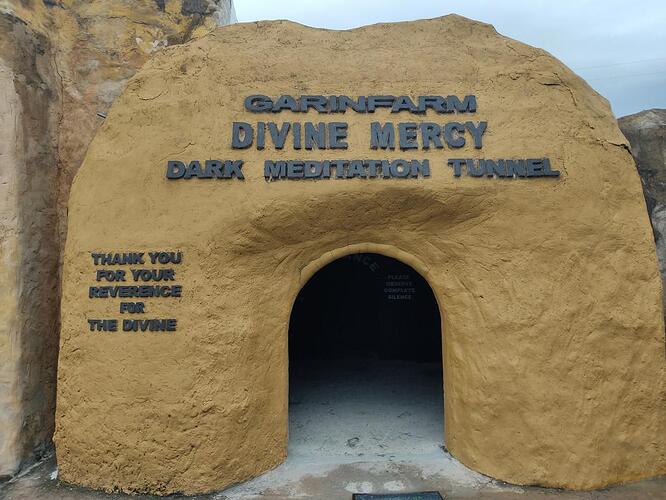 GARINFARM
DIVINE MERCY
DARK MEDITATION TUNNEL
THANK YOU
FOR YOUR
REVERENCE
FOR
THE DIVINE
PLEASE
OBSERVE
COMPLETE
SILENCE